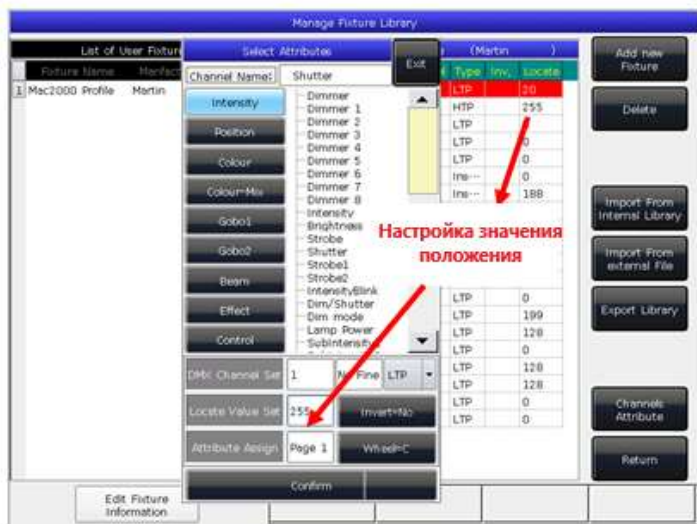 Manage Fixture Library
List of User Fixtur
Select Attributes
Exit
(Martin )
Add new Fixture
Fixture Name Manfact
Channel Name: Shutter
Type Inv. Locate
1 Mac2000 Profile Martin
Intensity
Dimmer
LTP 20
Dimmer 1
HTP 255
Delete
Dimmer 2
LTP
Position
Dimmer 3
LTP 0
Dimmer 4
Colour
Dimmer 5
LTP 0
Dimmer 6
Ins... 0
Colour-Mix
Dimmer 7
Ins... 188
Dimmer 8
Import From Internal Library
Intensity
Gobo1
Brightness
Настройка значения
положения
Strobe
Gobo2
Shutter
Import From external File
Strobe1
Beam
Strobe2
IntensityBlink
Effect
Dim/Shutter
LTP 0
Export Library
Dim mode
LTP 199
Lamp Power
LTP 128
Control
SubIntensity
LTP 0
DMX Channel Set 1 No Fine LTP
LTP 128
LTP 128
Locate Value Set 255 Invert=No
LTP 0
Channels Attribute
LTP 0
Attribute Assign Page 1 Wheel=C
Return
Confirm
Edit Fixture
Information